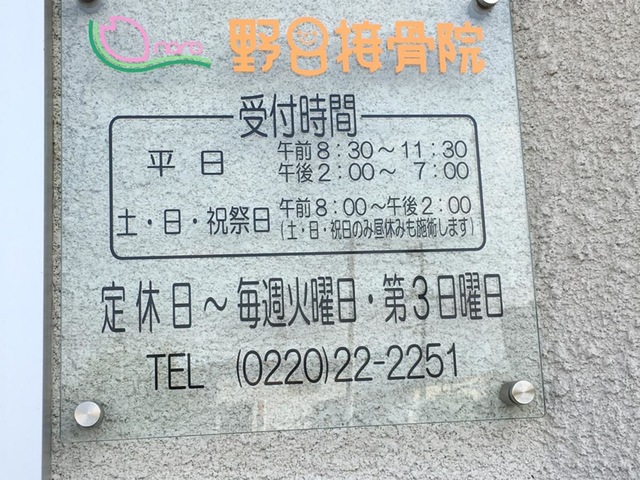 野呂接骨院
受付時間
平日 午前8:30～11:30
午後2:00～ 7:00
土・日・祝祭日 午前8:00～午後2:00
(土・日・祝日のみ昼休みも施術します)
定休日～毎週火曜日・第3日曜日
TEL (0220)22-2251